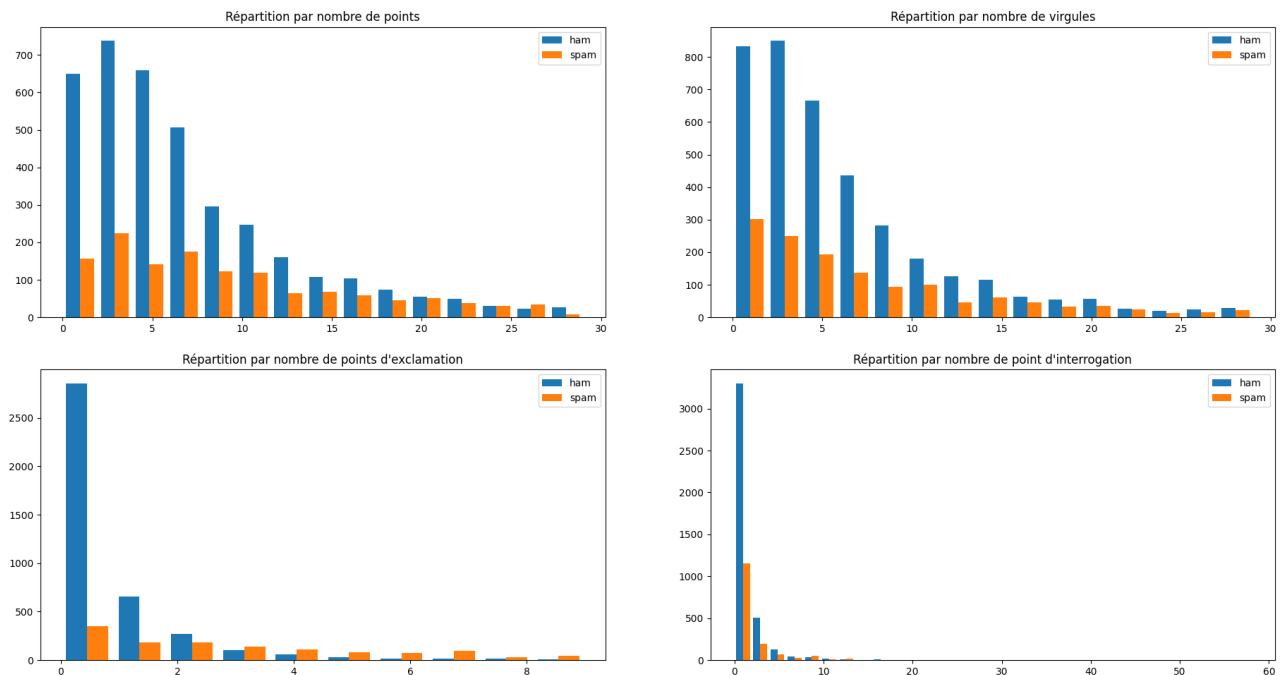 Répartition par nombre de points
ham
spam
700
600
500
400
300
200
100
0
0 5 10 15 20 25 30
Répartition par nombre de virgules
ham
spam
800
700
600
500
400
300
200
100
0
0 5 10 15 20 25 30
Répartition par nombre de points d'exclamation
ham
spam
2500
2000
1500
1000
500
0
0 2 4 6 8
Répartition par nombre de point d'interrogation
ham
spam
3000
2500
2000
1500
1000
500
0
0 10 20 30 40 50 60